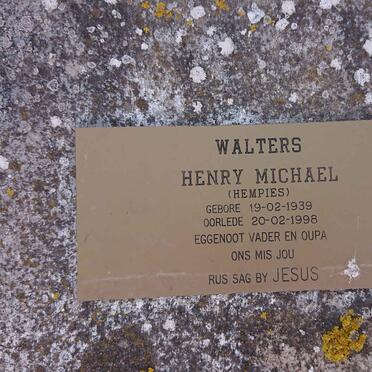 WALTERS
HENRY MICHAEL
(HEMPIES)
GEBORE 19-02-1939
OORLEDE 20-02-1998
EGGENOOT VADER EN OUPA
ONS MIS JOU
RUS SAG BY JESUS